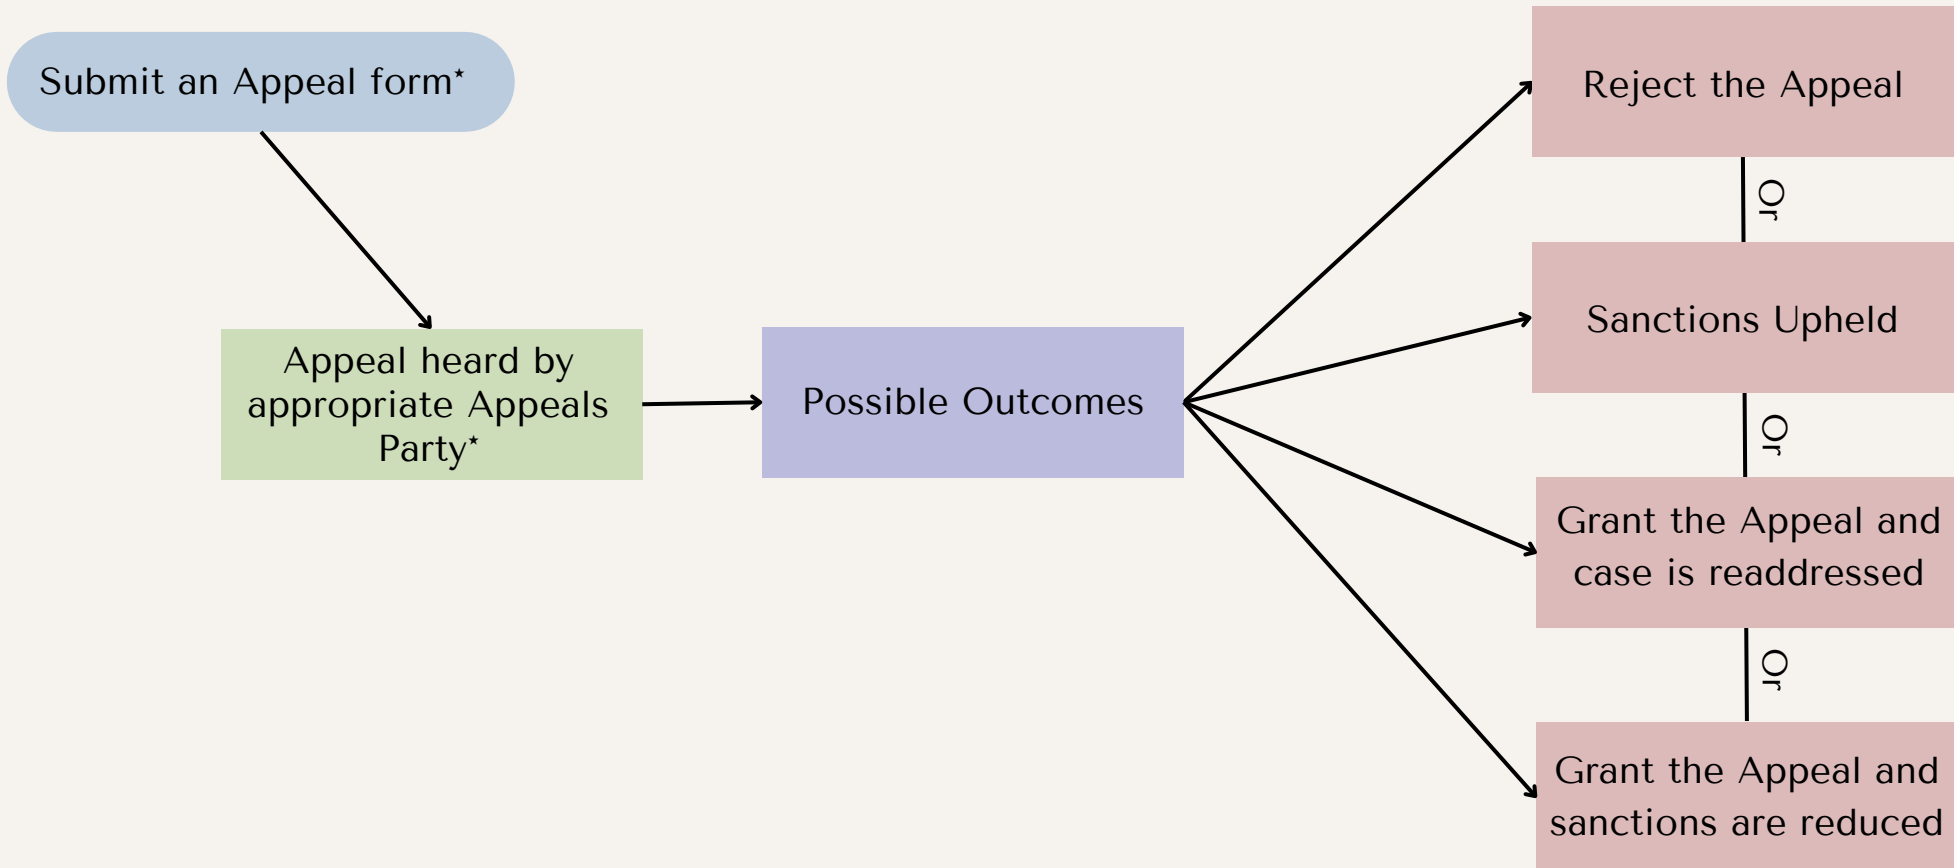 Submit an Appeal form*
Appeal heard by
appropriate Appeals
Party*
Possible Outcomes
Reject the Appeal
Or
Sanctions Upheld
Or
Grant the Appeal and
case is readdressed
Or
Grant the Appeal and
sanctions are reduced